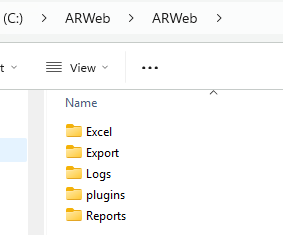 (C:) > ARWeb > ARWeb >
t View ...
Name
Excel
Export
Logs
plugins
Reports